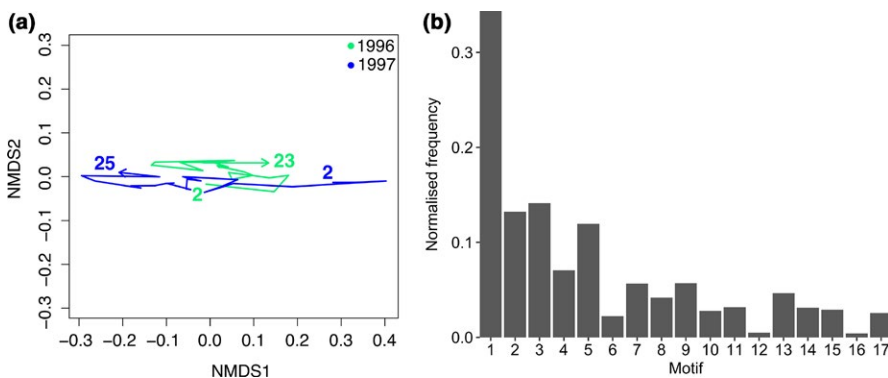 (a)
0.3
0.2
0.1
0.0
−0.1
−0.2
−0.3
NMDS2
1996
1997
25
23
2
2
−0.3 −0.2 −0.1 0.0 0.1 0.2 0.3 0.4
NMDS1
(b)
0.3
0.2
0.1
0.0
Normalised frequency
1 2 3 4 5 6 7 8 9 10 11 12 13 14 15 16 17
Motif